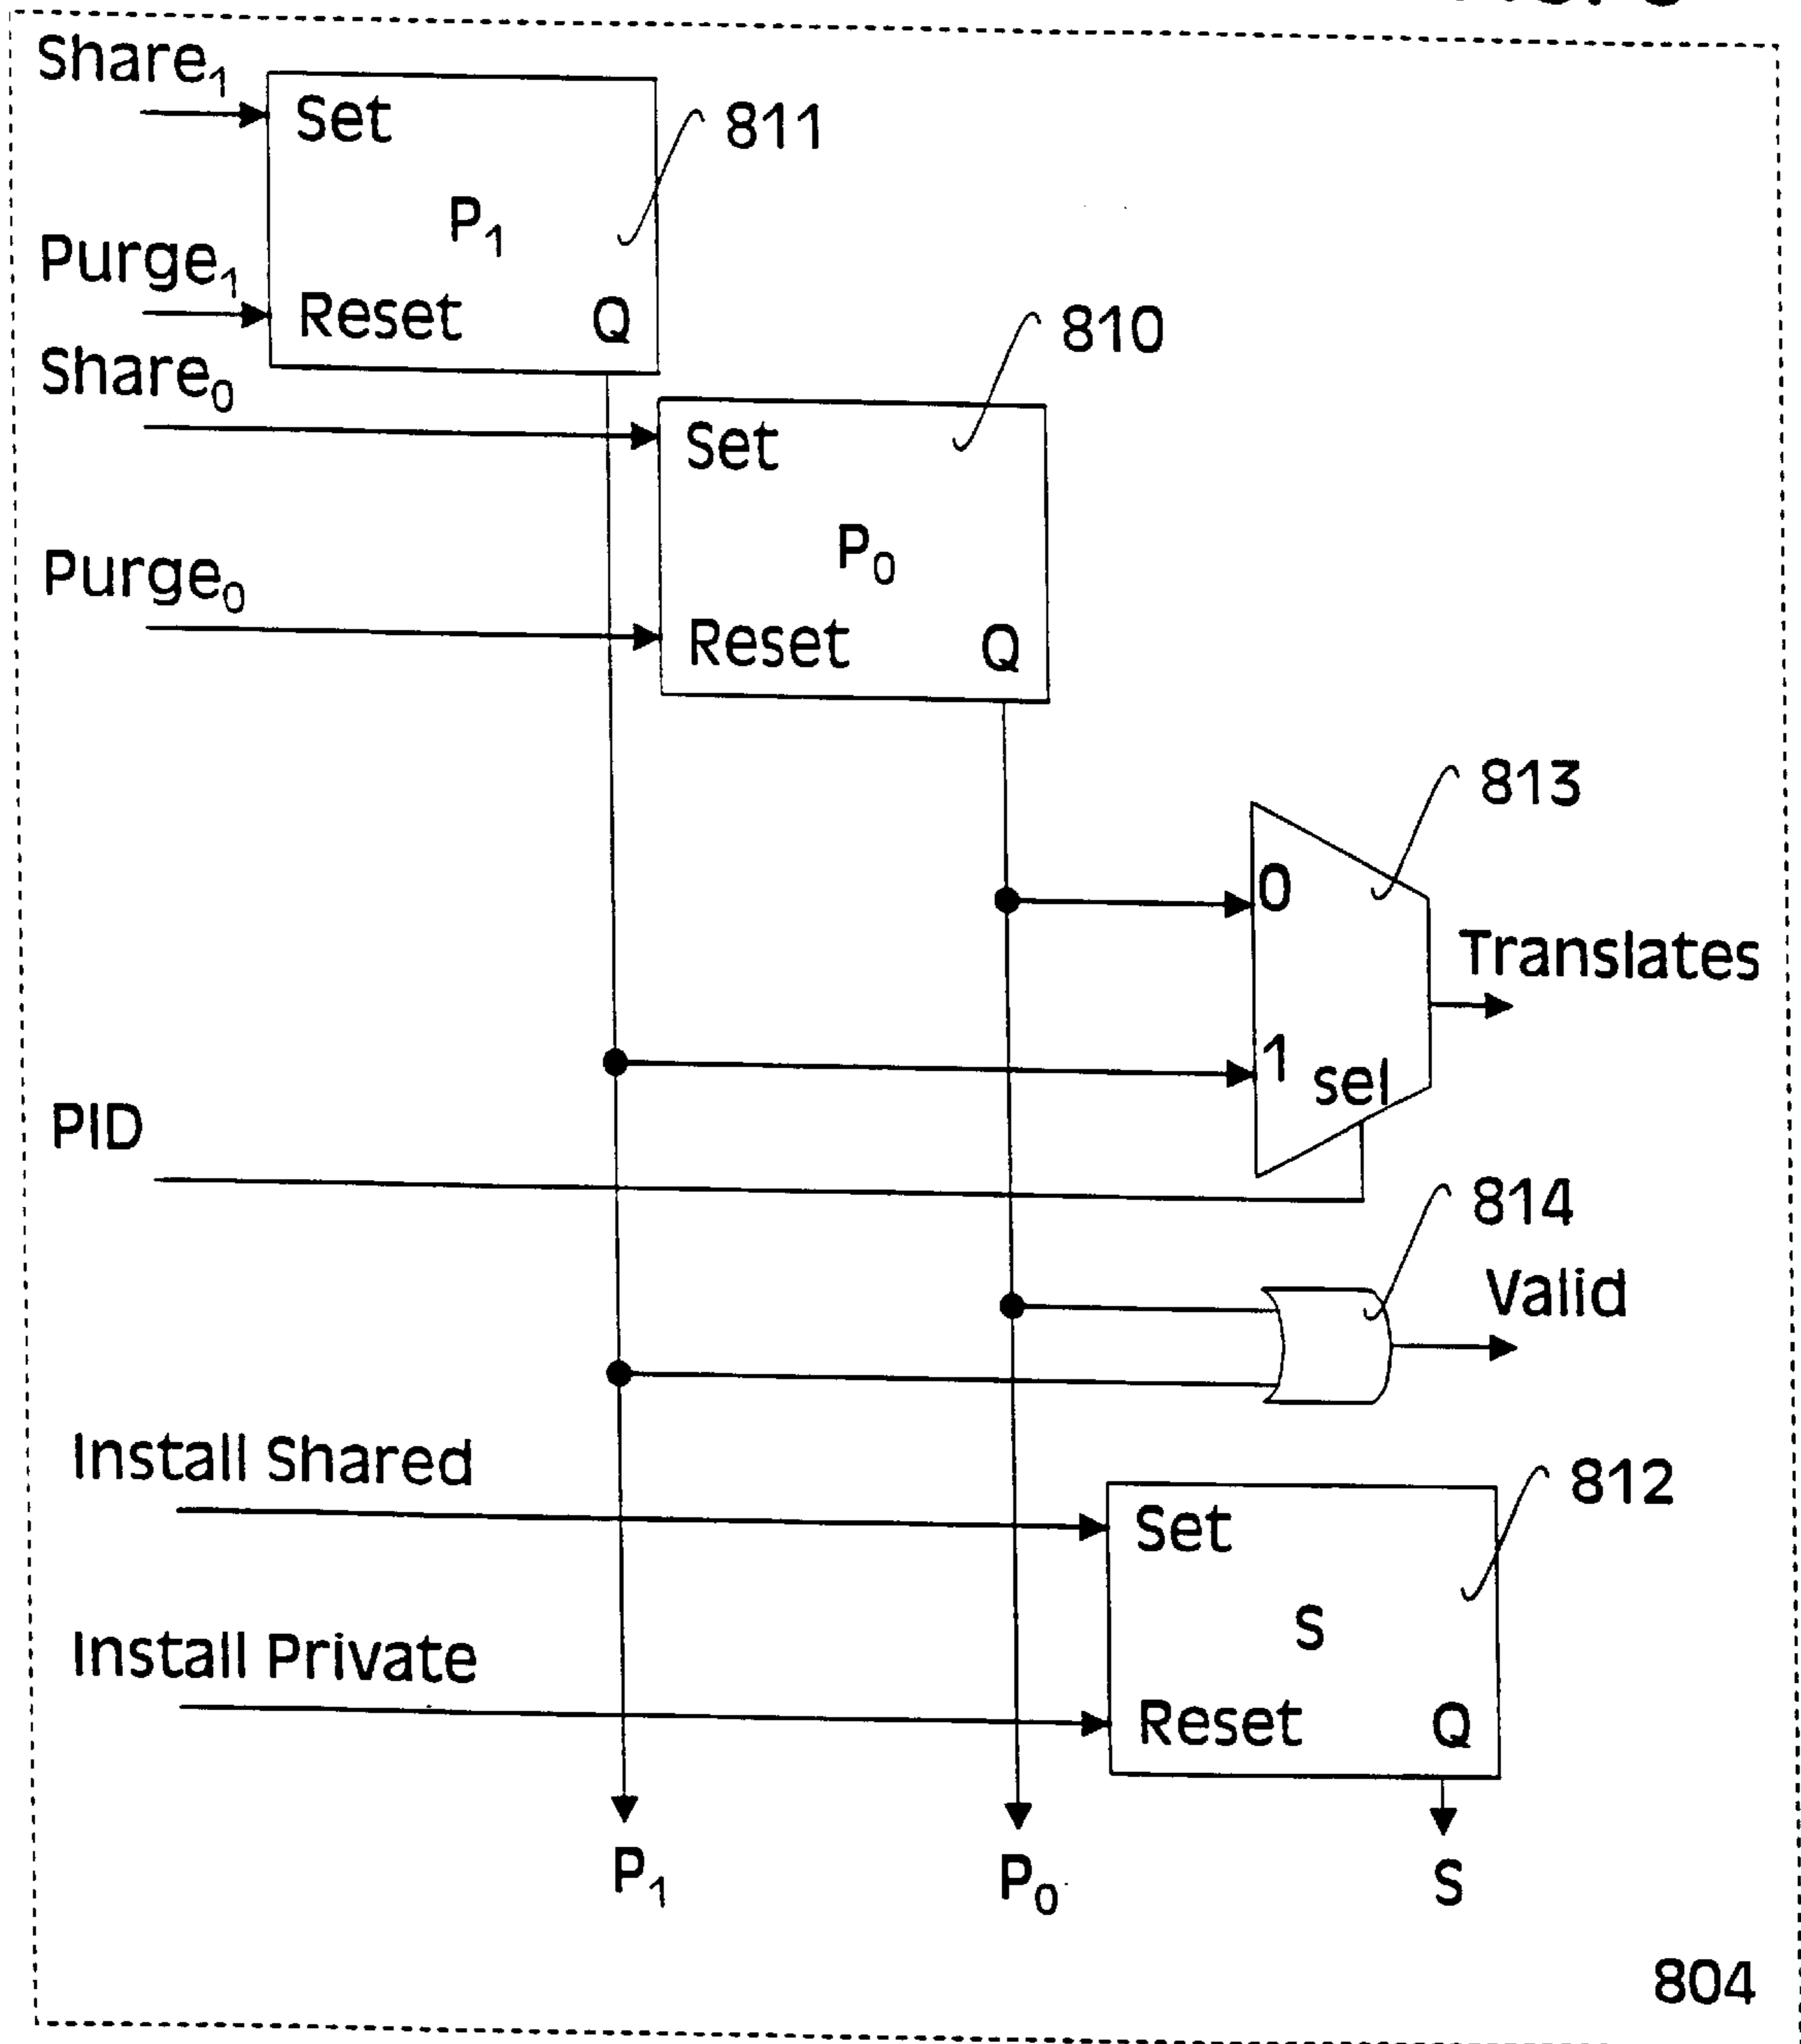 Share1
Set
811
P1
Purge1
Reset Q
Share0
810
Set
P0
Purge0
Reset Q
813
0
Translates
1
sel
PID
814
Valid
Install Shared
812
Set
S
Install Private
Reset Q
P1
P0
S
804